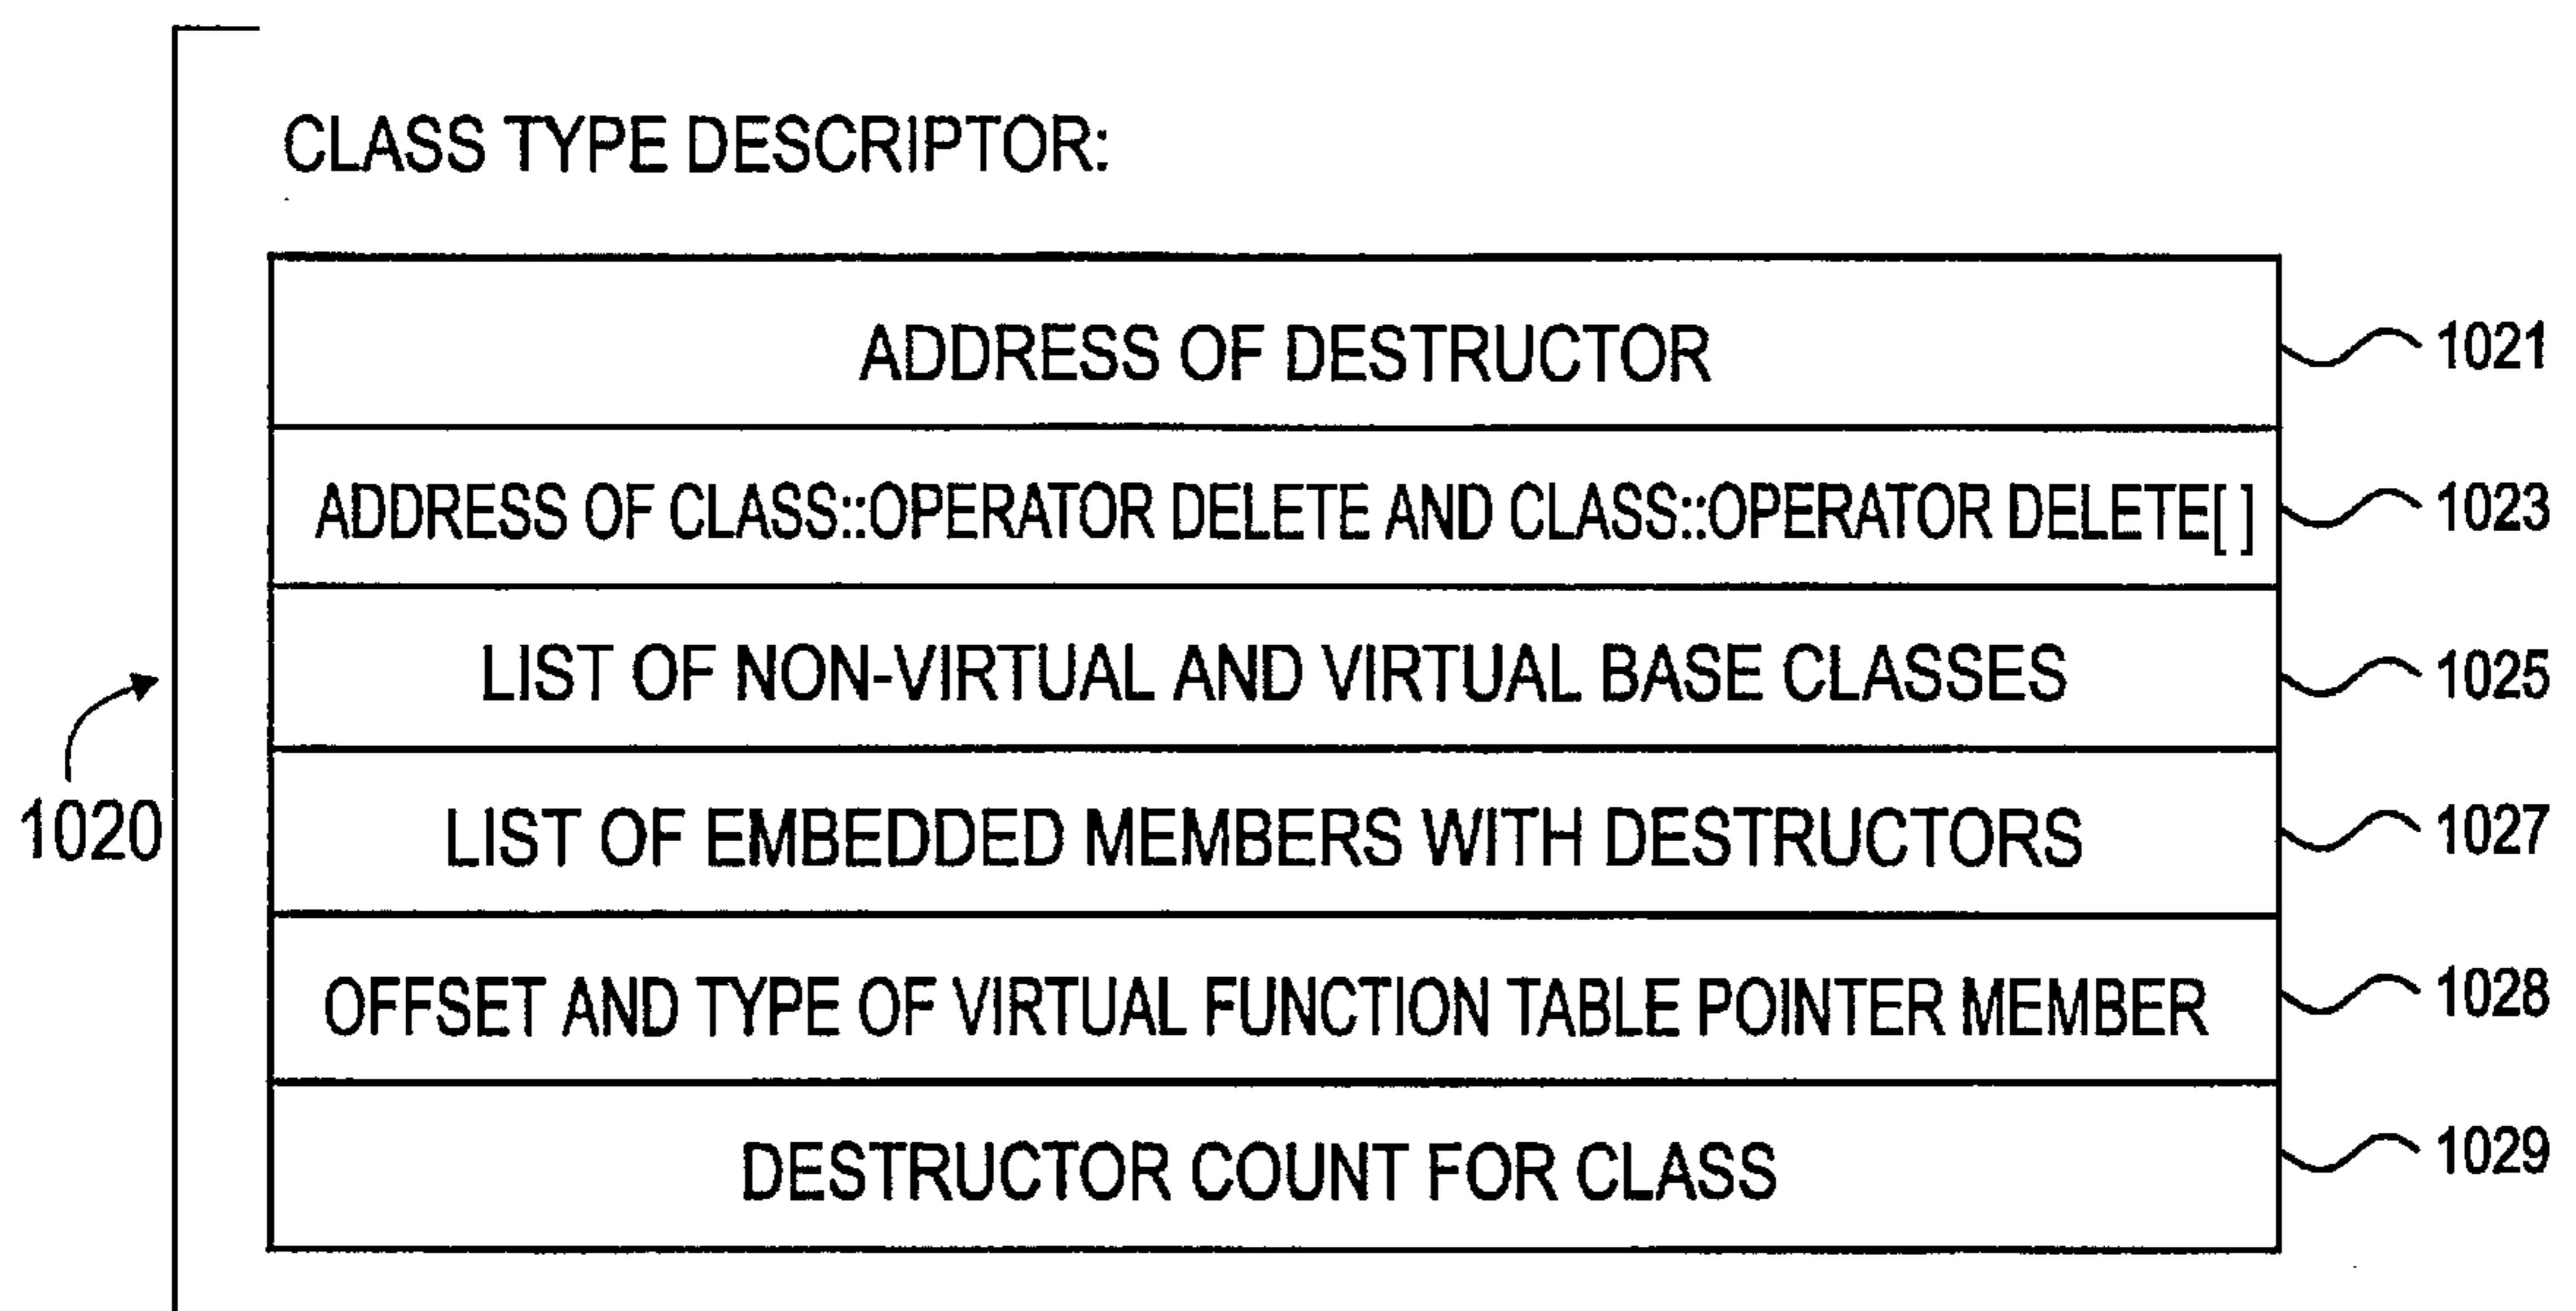 CLASS TYPE DESCRIPTOR:
ADDRESS OF DESTRUCTOR
1021
ADDRESS OF CLASS::OPERATOR DELETE AND CLASS::OPERATOR DELETE[ ]
1023
LIST OF NON-VIRTUAL AND VIRTUAL BASE CLASSES
1025
1020
LIST OF EMBEDDED MEMBERS WITH DESTRUCTORS
1027
OFFSET AND TYPE OF VIRTUAL FUNCTION TABLE POINTER MEMBER
1028
DESTRUCTOR COUNT FOR CLASS
1029